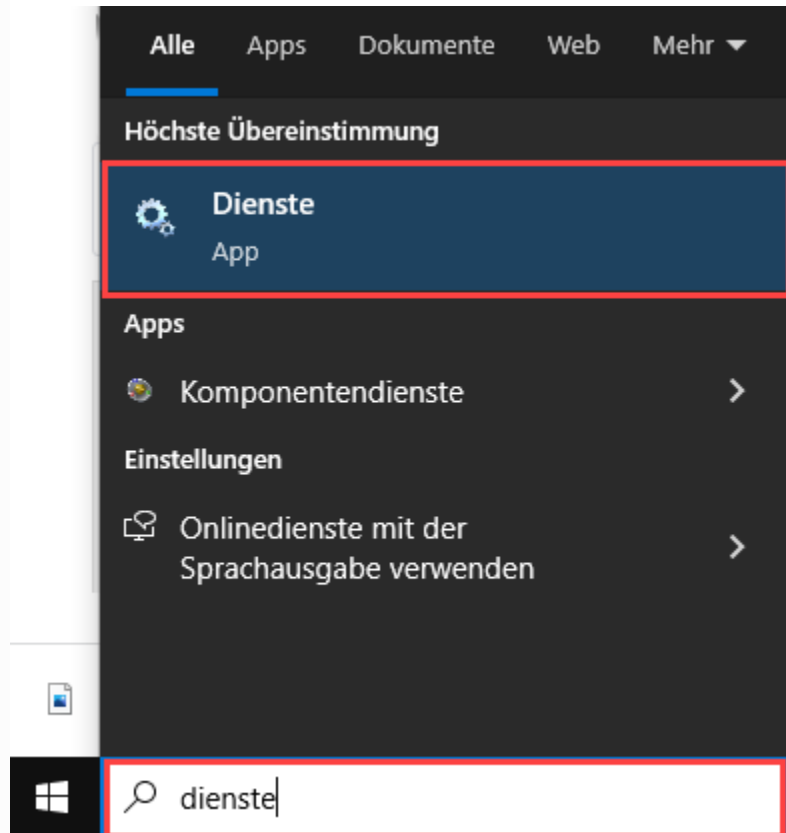 Alle Apps Dokumente Web Mehr
Höchste Übereinstimmung
Dienste
App
Apps
Komponentendienste
Einstellungen
Onlinedienste mit der
Sprachausgabe verwenden
dienste